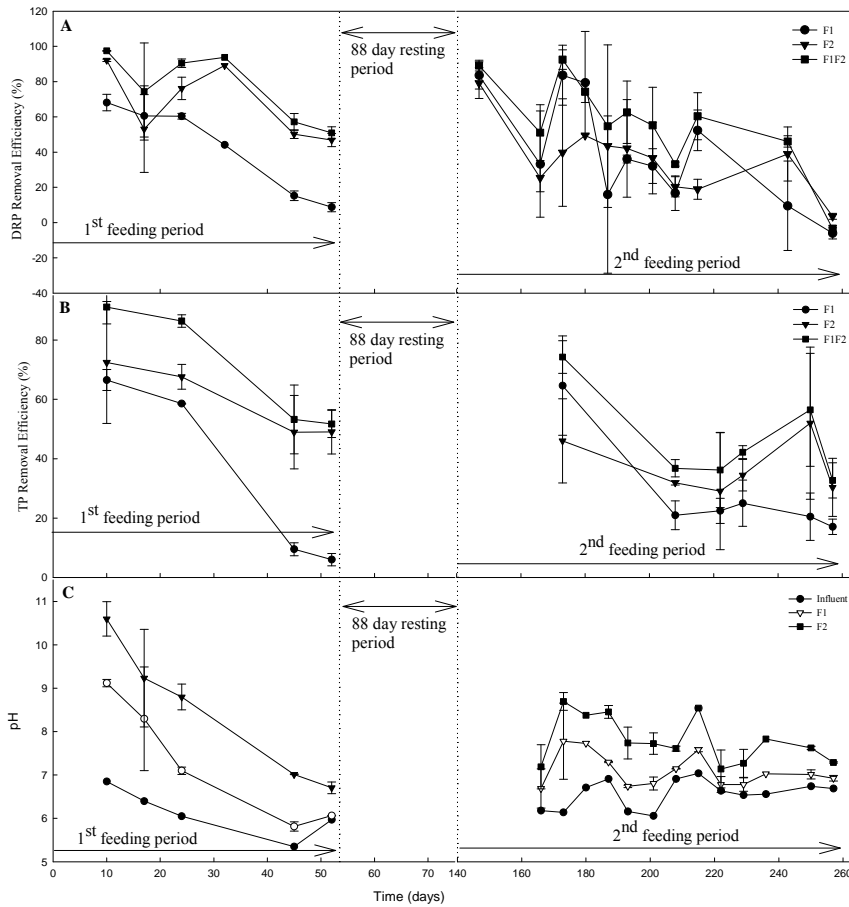 A
120
100
80
60
40
20
0
-20
-40
DRP Removal Efficiency (%)
88 day resting
period
F1
F2
F1F2
1st feeding period
2nd feeding period
B
80
60
40
20
0
TP Removal Efficiency (%)
88 day resting
period
F1
F2
F1F2
1st feeding period
2nd feeding period
C
11
10
9
8
7
6
5
pH
88 day resting
period
Influent
F1
F2
1st feeding period
2nd feeding period
0 10 20 30 40 50 60 70 80 140 160 180 200 220 240 260
Time (days)